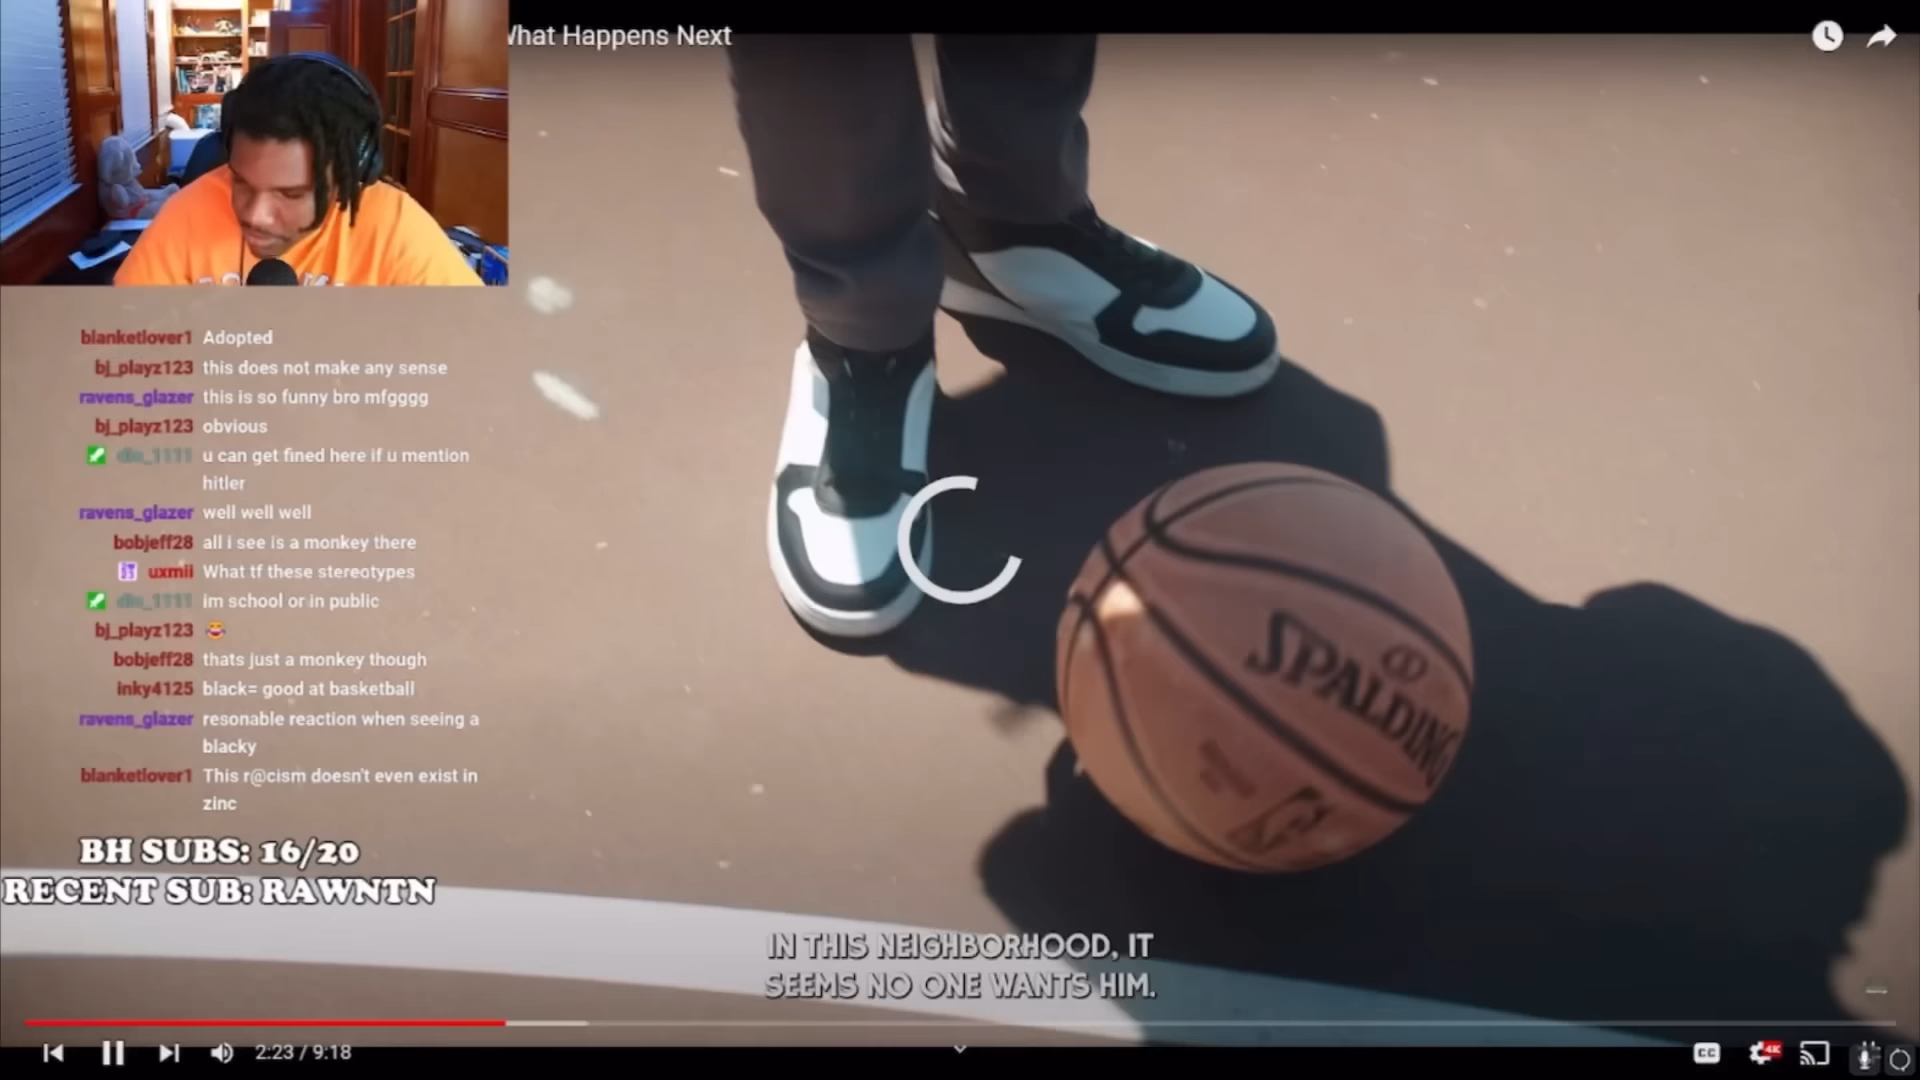 What Happens Next
blanketlover1 Adopted
bj_playz123 this does not make any sense
ravens_glazer this is so funny bro mfgggg
bj_playz123 obvious
u can get fined here if u mention
hitler
ravens_glazer well well well
bobjeff28 all i see is a monkey there
uxmii What tf these stereotypes
im school or in public
bj_playz123
bobjeff28 thats just a monkey though
inky4125 black= good at basketball
ravens_glazer resonable reaction when seeing a
blacky
blanketlover1 This r@cism doesn't even exist in
zinc
BH SUBS: 16/20
RECENT SUB: RAWNTN
SPALDING
IN THIS NEIGHBORHOOD, IT
SEEMS NO ONE WANTS HIM.
2:23 / 9:18
CC
4K